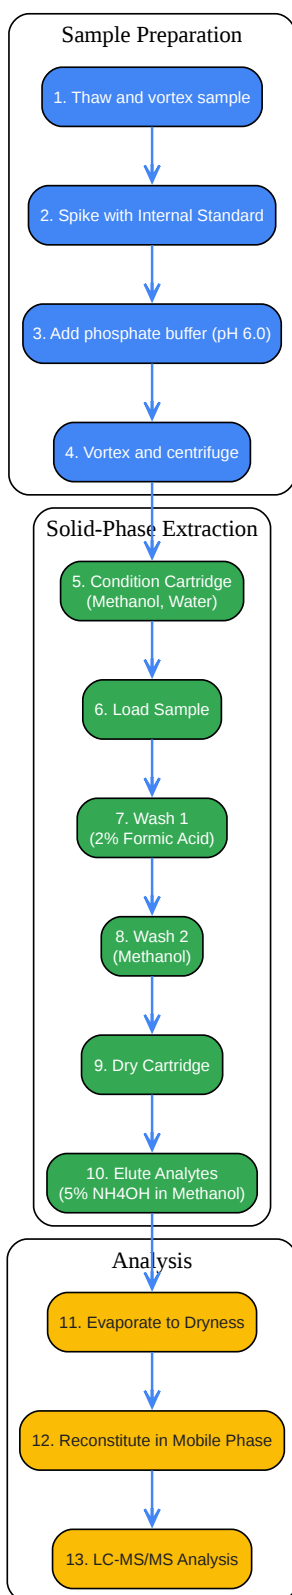 Sample Preparation
1. Thaw and vortex sample
2. Spike with Internal Standard
3. Add phosphate buffer (pH 6.0)
4. Vortex and centrifuge
Solid-Phase Extraction
5. Condition Cartridge
(Methanol, Water)
6. Load Sample
7. Wash 1
(2% Formic Acid)
8. Wash 2
(Methanol)
9. Dry Cartridge
10. Elute Analytes
(5% NH4OH in Methanol)
Analysis
11. Evaporate to Dryness
12. Reconstitute in Mobile Phase
13. LC-MS/MS Analysis